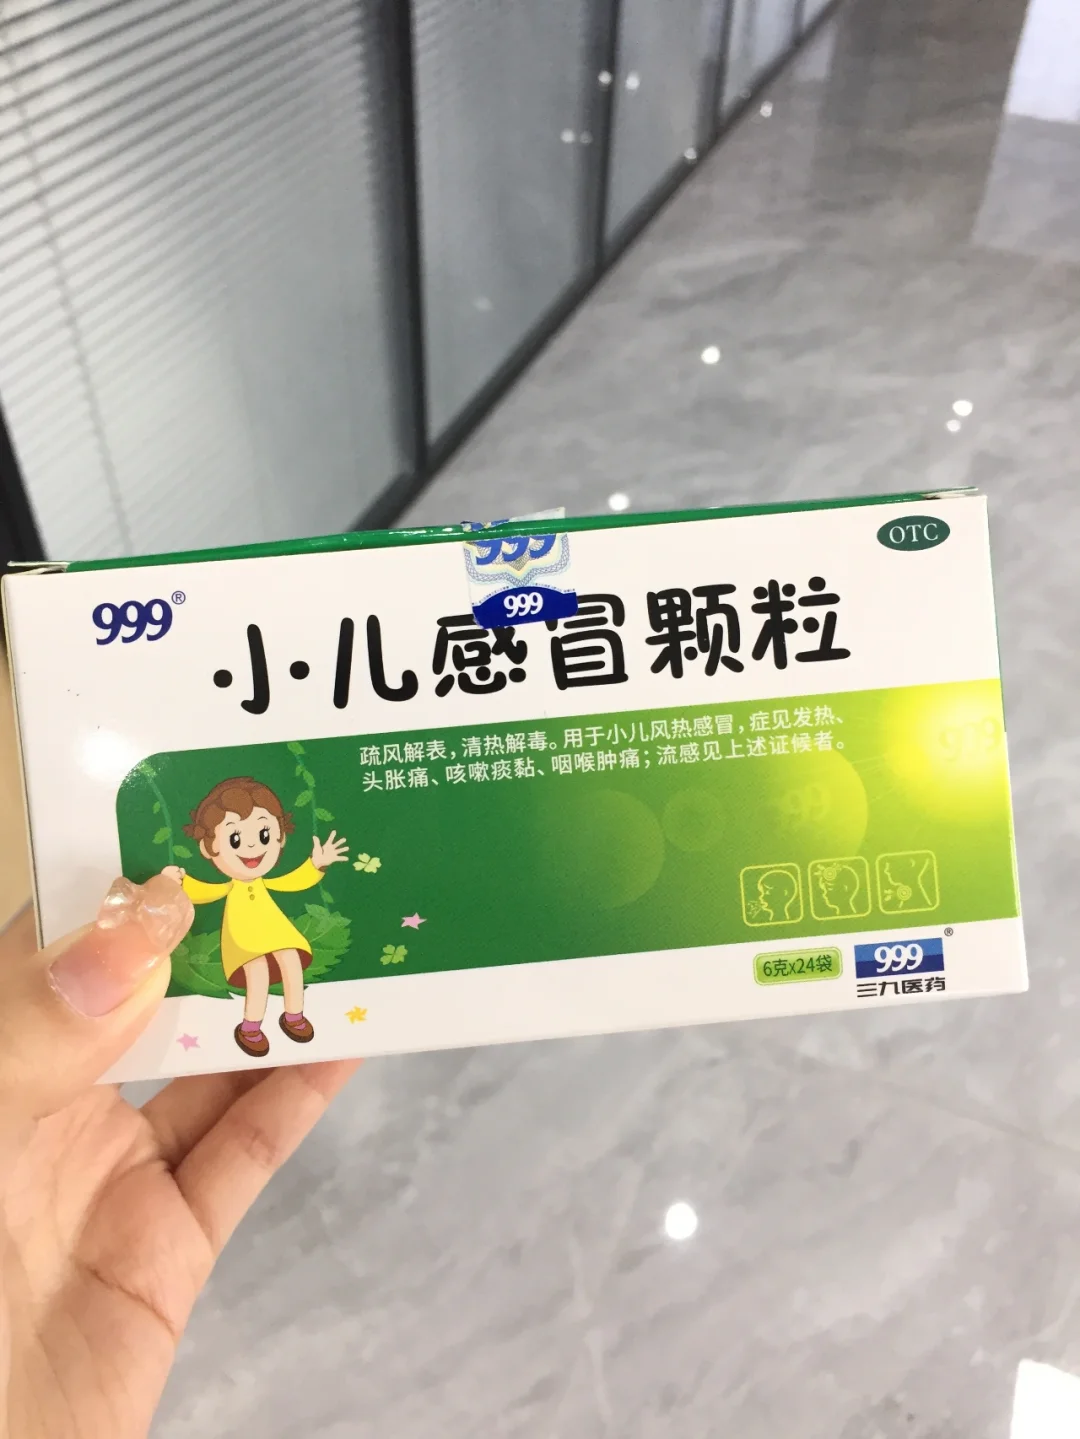 OTC
999®
999
999
小儿感冒颗粒
疏风解表，清热解毒。用于小儿风热感冒，症见发热、
头胀痛、咳嗽痰黏、咽喉肿痛；流感见上述证候者。
6克x24袋
999®
三九医药